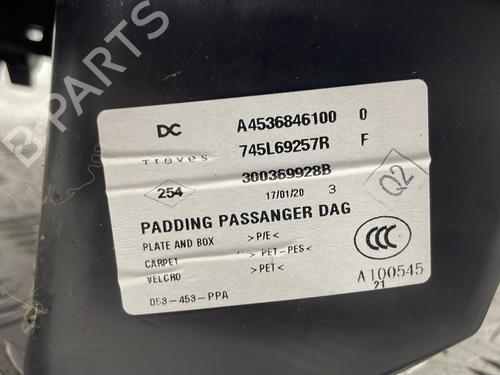 DC A4536846100 0
Treves 745L69257R F
300369928B
254 17/01/20 3 Q2
PADDING PASSANGER DAG
PLATE AND BOX >P/E<
CARPET >PET-PES<
VELCRO >PET<
CCC
A100545
21
053-453-PPA
B-PARTS